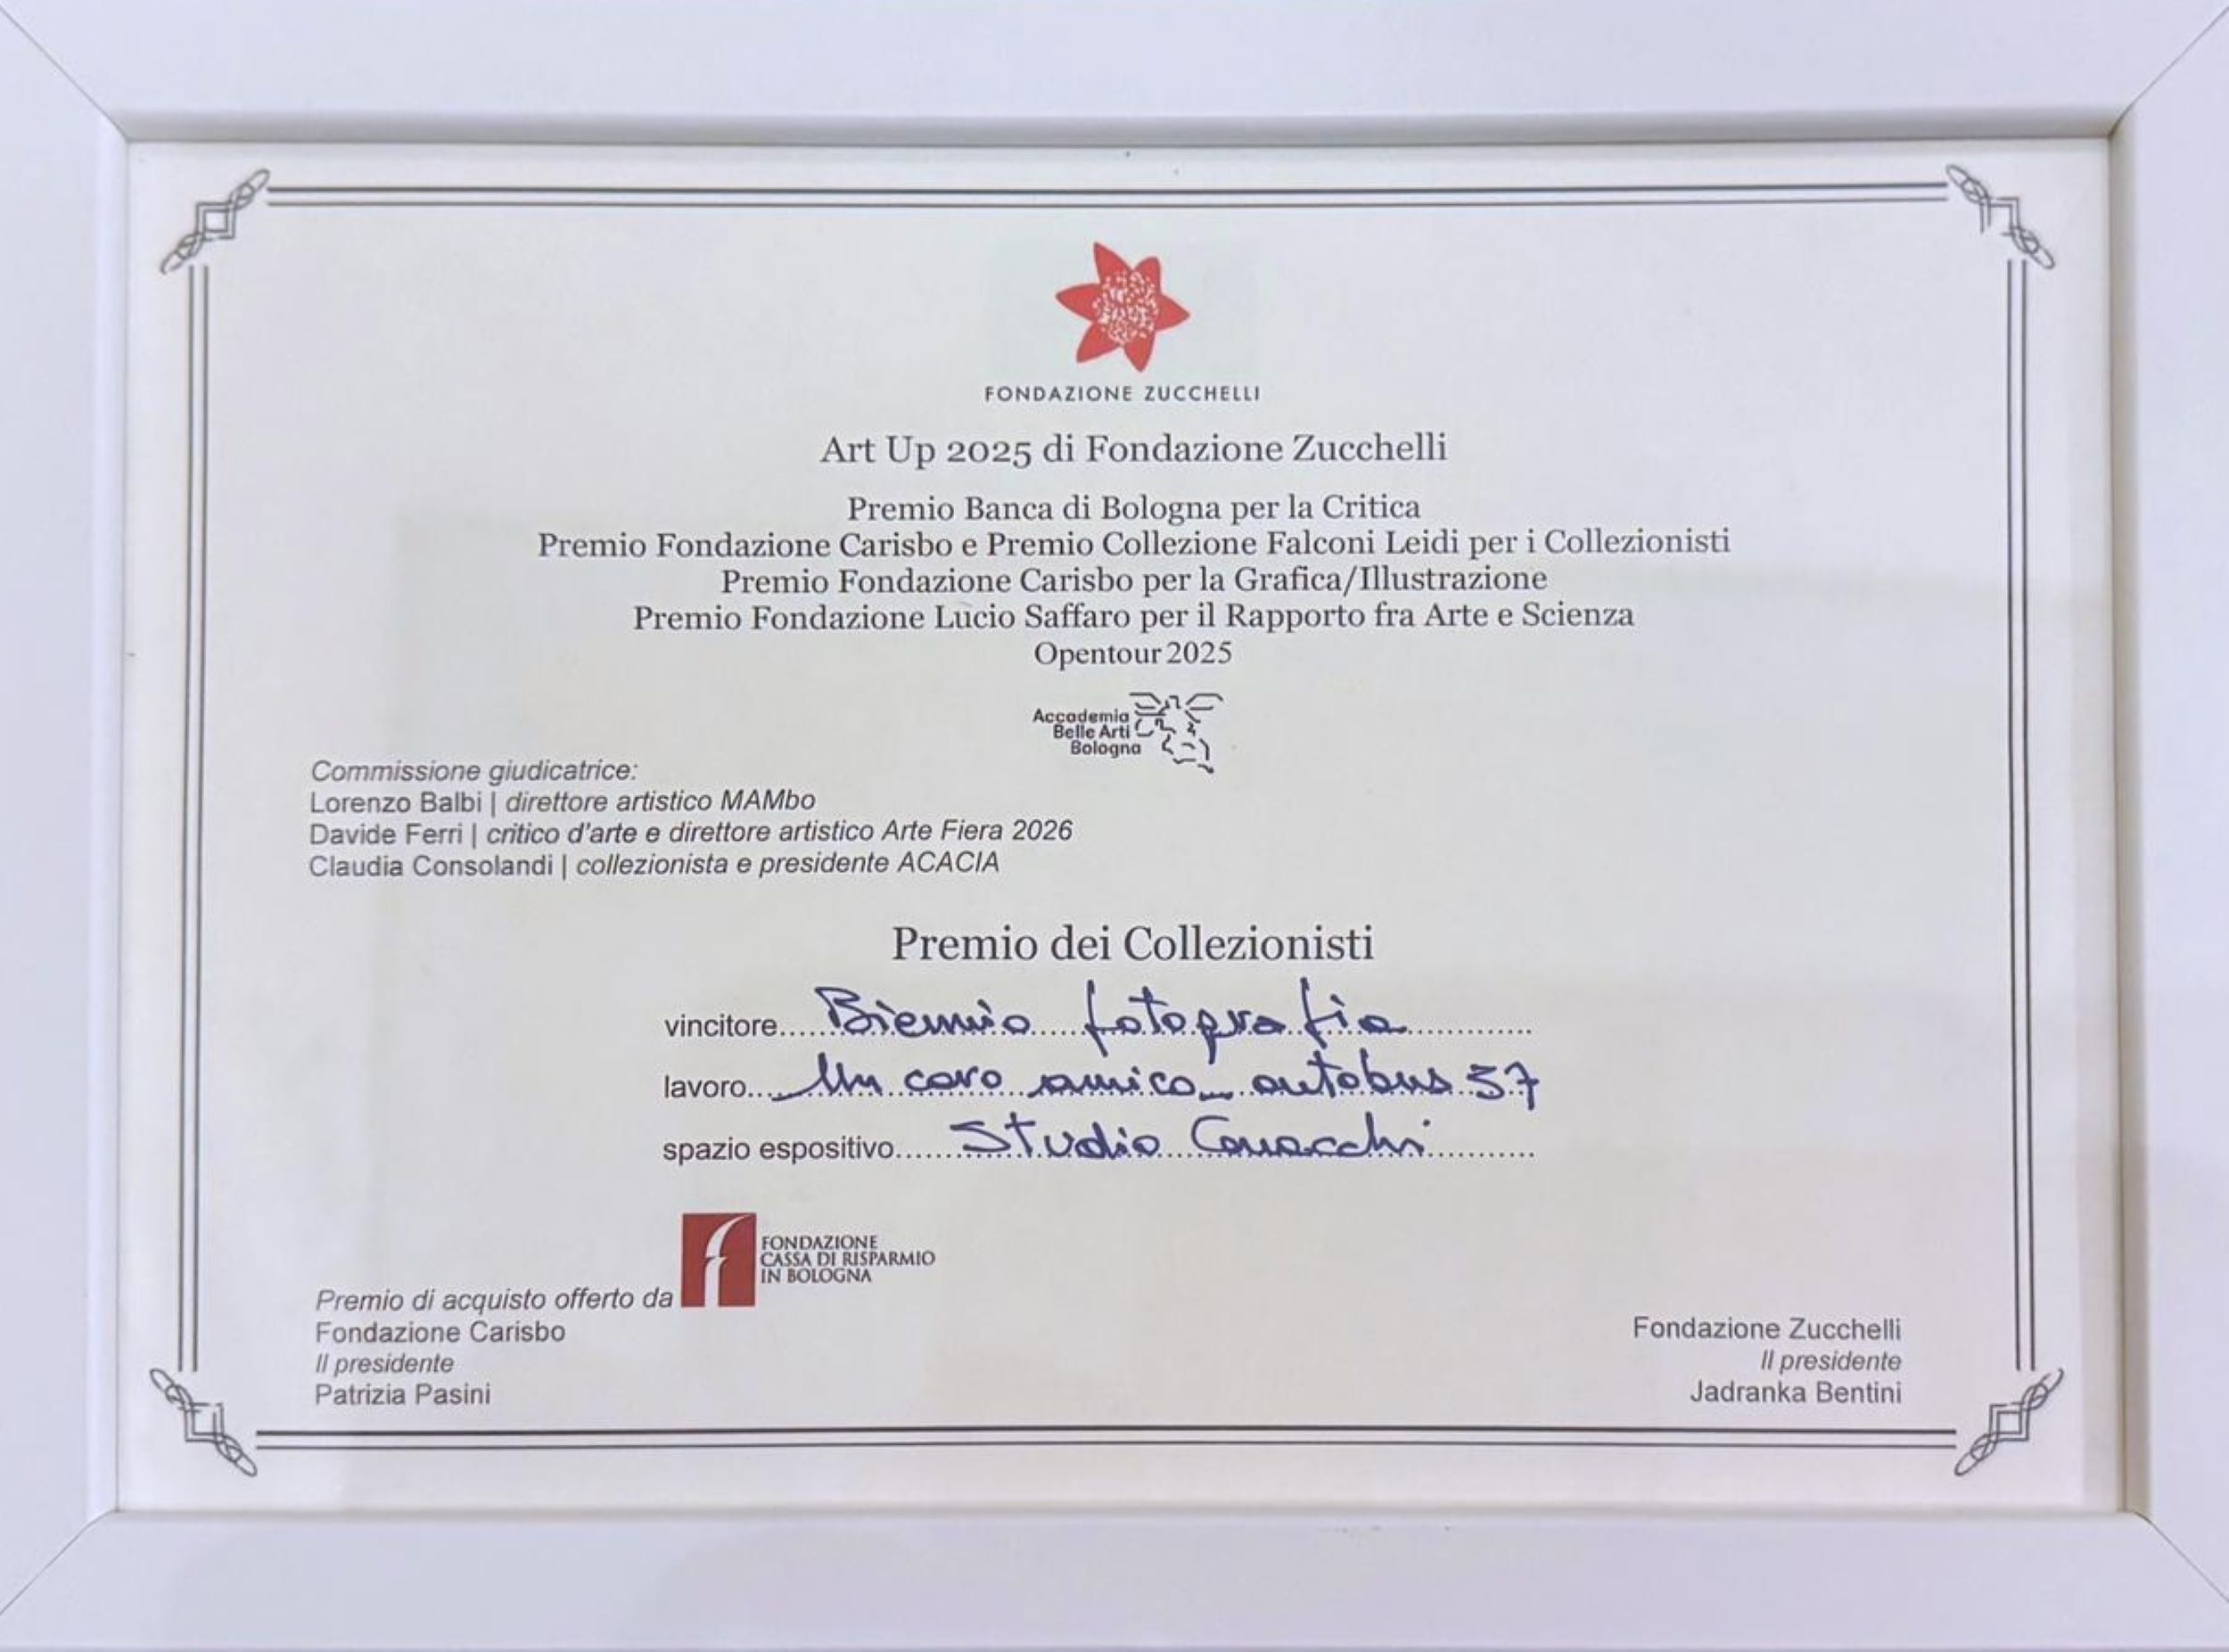 FONDAZIONE ZUCCHELLI
Art Up 2025 di Fondazione Zucchelli
Premio Banca di Bologna per la Critica
Premio Fondazione Carisbo e Premio Collezione Falconi Leidi per i Collezionisti
Premio Fondazione Carisbo per la Grafica/Illustrazione
Premio Fondazione Lucio Saffaro per il Rapporto fra Arte e Scienza
Opentour 2025
Accademia
Belle Arti
Bologna
Commissione giudicatrice:
Lorenzo Balbi | direttore artistico MAMbo
Davide Ferri | critico d'arte e direttore artistico Arte Fiera 2026
Claudia Consolandi | collezionista e presidente ACACIA
Premio dei Collezionisti
vincitore..... Biennio fotografia
lavoro.... Un caro amico_ autobus 37
spazio espositivo...... Studio
FONDAZIONE
CASSA DI RISPARMIO
IN BOLOGNA
Premio di acquisto offerto da
Fondazione Carisbo
Il presidente
Patrizia Pasini
Fondazione Zucchelli
Il presidente
Jadranka Bentini